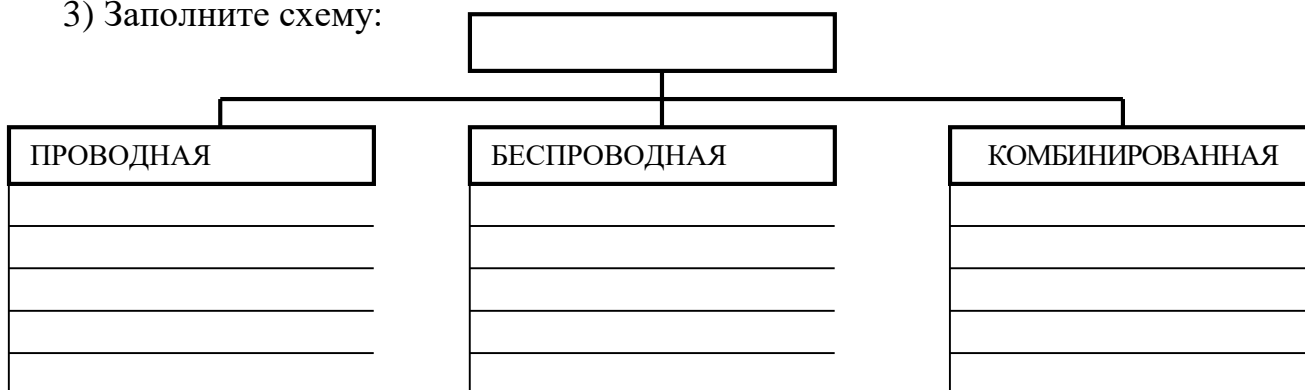 3) Заполните схему:
ПРОВОДНАЯ
БЕСПРОВОДНАЯ
КОМБИНИРОВАННАЯ